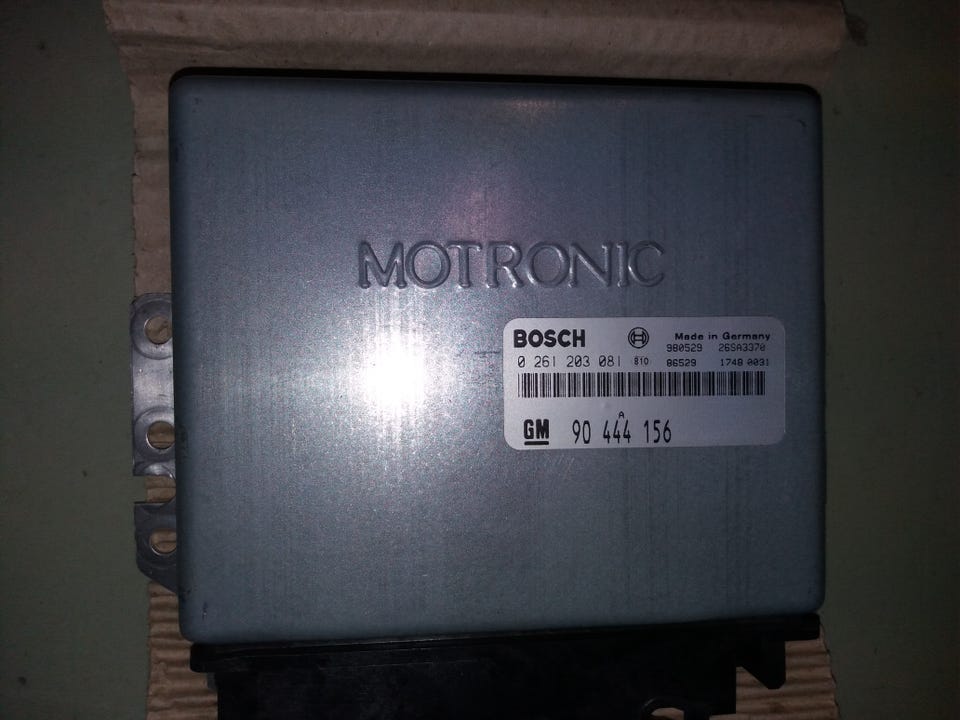 MOTRONIC
BOSCH Made in Germany
980529 26SA3370
0 261 203 081 810 86529 1748 0031
A
GM 90 444 156